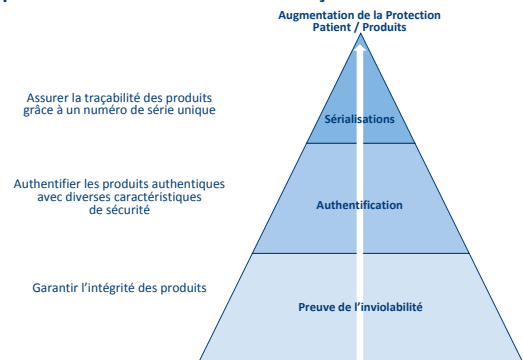 Augmentation de la Protection
Patient / Produits
Assurer la traçabilité des produits
grâce à un numéro de série unique
Sérialisations
Authentifier les produits authentiques
avec diverses caractéristiques
de sécurité
Authentification
Garantir l’intégrité des produits
Preuve de l’inviolabilité